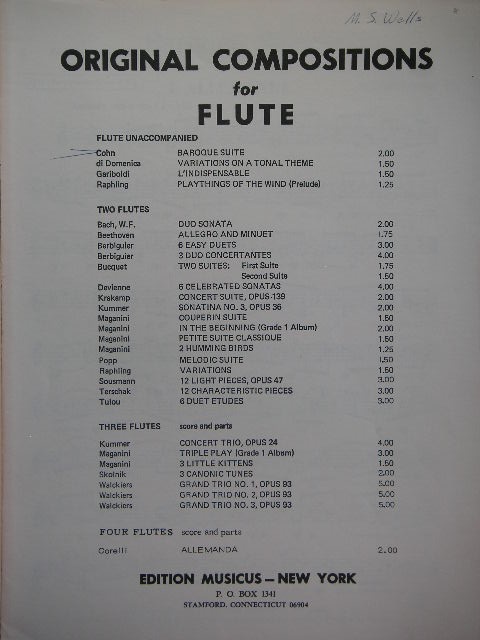 M. S. Wells
ORIGINAL COMPOSITIONS
for
FLUTE
FLUTE UNACCOMPANIED
Cohn BAROQUE SUITE 2.00
di Domenica VARIATIONS ON A TONAL THEME 1.50
Gariboldi L'INDISPENSABLE 1.50
Raphling PLAYTHINGS OF THE WIND (Prelude) 1.25
TWO FLUTES
Bach, W.F. DUO SONATA 2.00
Beethoven ALLEGRO AND MINUET 1.75
Berbiguier 6 EASY DUETS 3.00
Berbiguier 3 DUO CONCERTANTES 4.00
Bucquet TWO SUITES: First Suite 1.75
Second Suite 1.50
Devienne 6 CELEBRATED SONATAS 4.00
Krakamp CONCERT SUITE, OPUS 139 2.00
Kummer SONATINA NO. 3, OPUS 36 2.00
Maganini COUPERIN SUITE 1.50
Maganini IN THE BEGINNING (Grade 1 Album) 2.00
Maganini PETITE SUITE CLASSIQUE 1.50
Maganini 2 HUMMING BIRDS 1.25
Popp MELODIC SUITE 1.50
Raphling VARIATIONS 1.50
Sousmann 12 LIGHT PIECES, OPUS 47 3.00
Terschak 12 CHARACTERISTIC PIECES 3.00
Tulou 6 DUET ETUDES 3.00
THREE FLUTES score and parts
Kummer CONCERT TRIO, OPUS 24 4.00
Maganini TRIPLE PLAY (Grade 1 Album) 3.00
Maganini 3 LITTLE KITTENS 1.50
Skolnik 3 CANONIC TUNES 2.00
Walckiers GRAND TRIO NO. 1, OPUS 93 5.00
Walckiers GRAND TRIO NO. 2, OPUS 93 5.00
Walckiers GRAND TRIO NO. 3, OPUS 93 5.00
FOUR FLUTES score and parts
Corelli ALLEMANDA 2.00
EDITION MUSICUS — NEW YORK
P. O. BOX 1341
STAMFORD, CONNECTICUT 06904